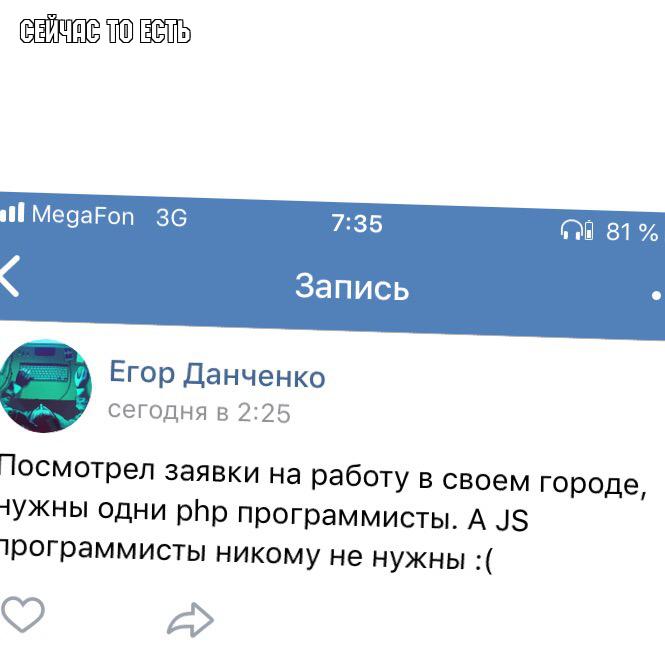 СЕЙЧАС ТО ЕСТЬ
MegaFon 3G 7:35 81 %
Запись
Егор Данченко
сегодня в 2:25
Посмотрел заявки на работу в своем городе,
нужны одни php программисты. А JS
программисты никому не нужны :(